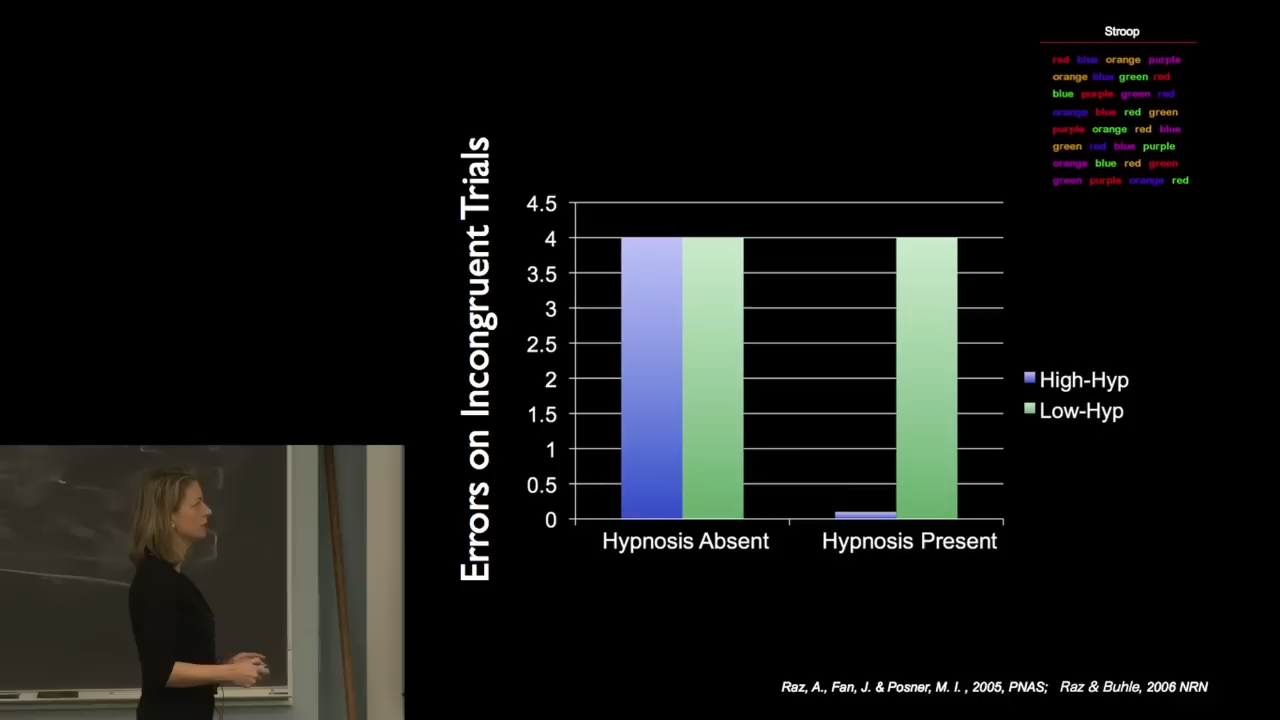 Stroop
red blue orange purple
orange blue green red
blue purple green red
orange blue red green
purple orange red blue
green red blue purple
orange blue red green
green purple orange red
Errors on Incongruent Trials
4.5
4
3.5
3
2.5
2
1.5
1
0.5
0
Hypnosis Absent Hypnosis Present
High-Hyp
Low-Hyp
Raz, A., Fan, J. & Posner, M. I. , 2005, PNAS; Raz & Buhle, 2006 NRN